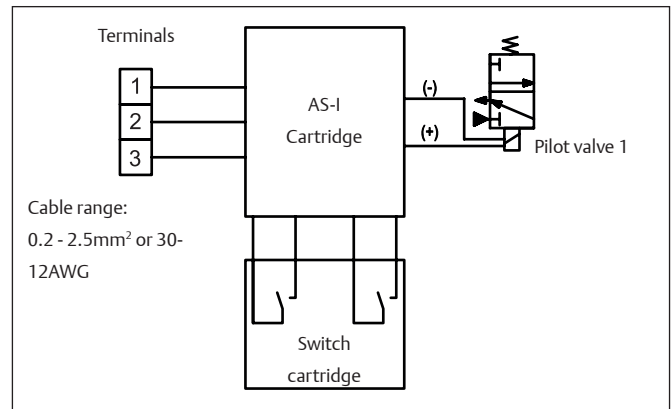 Terminals
1
2
3
AS-I
Cartridge
(-)
(+)
Pilot valve 1
Cable range:
0.2 - 2.5mm² or 30-
12AWG
Switch
cartridge